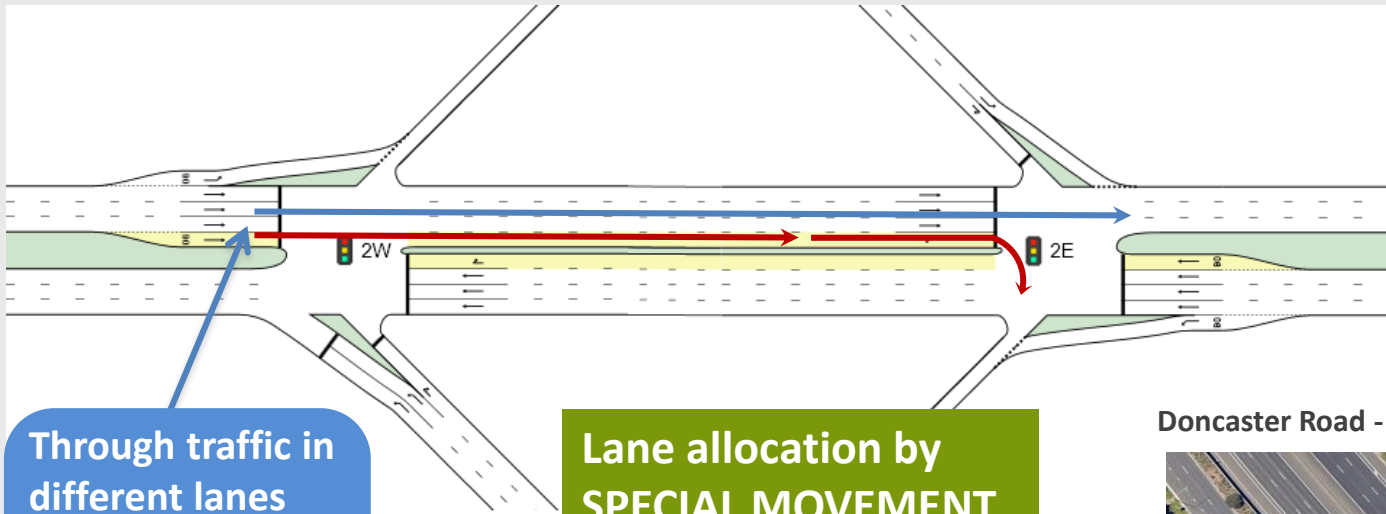 2W
2E
Through traffic in
different lanes
Lane allocation by
SPECIAL MOVEMENT
Doncaster Road -